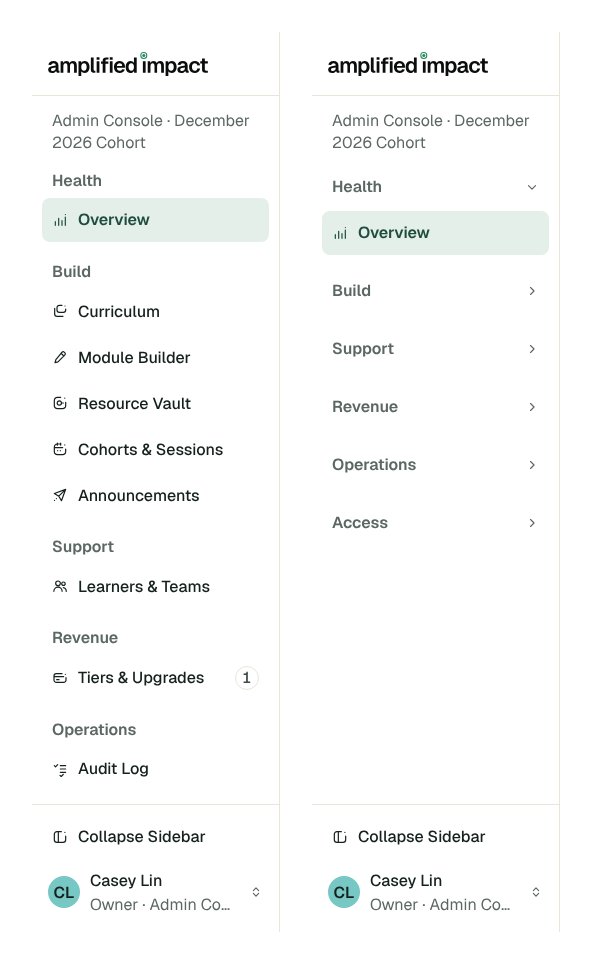 amplified impact
Admin Console · December
2026 Cohort
Health
Overview
Build
Curriculum
Module Builder
Resource Vault
Cohorts & Sessions
Announcements
Support
Learners & Teams
Revenue
Tiers & Upgrades 1
Operations
Audit Log
Collapse Sidebar
CL
Casey Lin
Owner · Admin Co...
amplified impact
Admin Console · December
2026 Cohort
Health
Overview
Build
Support
Revenue
Operations
Access
Collapse Sidebar
CL
Casey Lin
Owner · Admin Co...